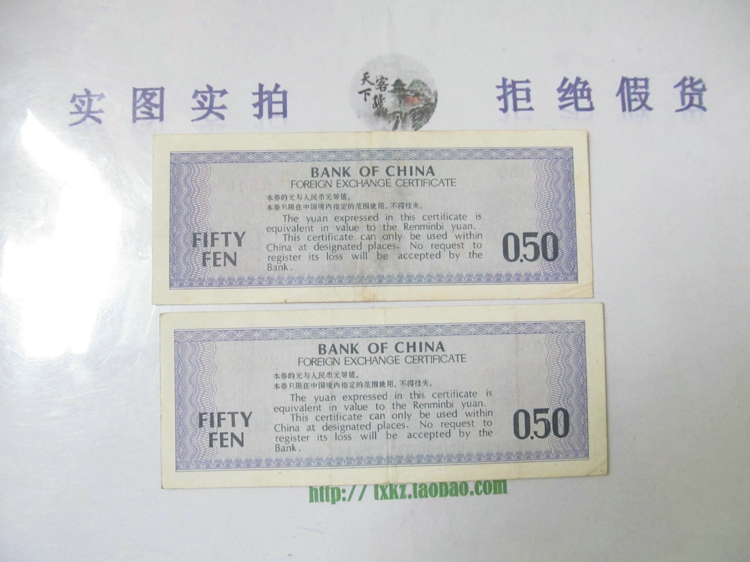 实图实拍
天下
客栈
拒绝假货
BANK OF CHINA
FOREIGN EXCHANGE CERTIFICATE
本券的元与人民币元等值。
本券只限在中国境内指定的范围使用,不得挂失。
The yuan expressed in this certificate is
equivalent in value to the Renminbi yuan.
This certificate can only be used within
China at designated places. No request to
register its loss will be accepted by the
Bank.
FIFTY
FEN
0.50
BANK OF CHINA
FOREIGN EXCHANGE CERTIFICATE
本券的元与人民币元等值。
本券只限在中国境内指定的范围使用,不得挂失。
The yuan expressed in this certificate is
equivalent in value to the Renminbi yuan.
This certificate can only be used within
China at designated places. No request to
register its loss will be accepted by the
Bank.
FIFTY
FEN
0.50
http:// txkz.taobao.com